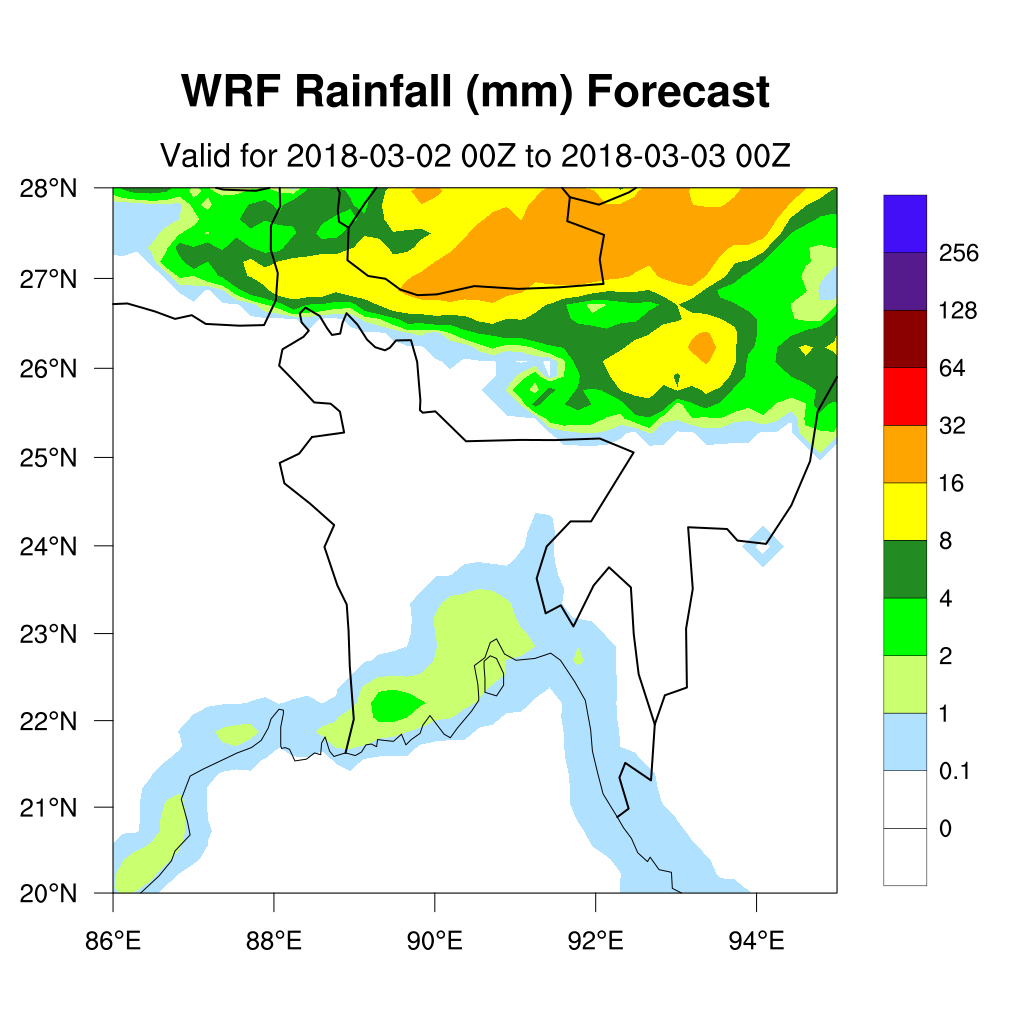 WRF Rainfall (mm) Forecast
Valid for 2018-03-02 00Z to 2018-03-03 00Z
28°N
27°N
26°N
25°N
24°N
23°N
22°N
21°N
20°N
86°E
88°E
90°E
92°E
94°E
256
128
64
32
16
8
4
2
1
0.1
0